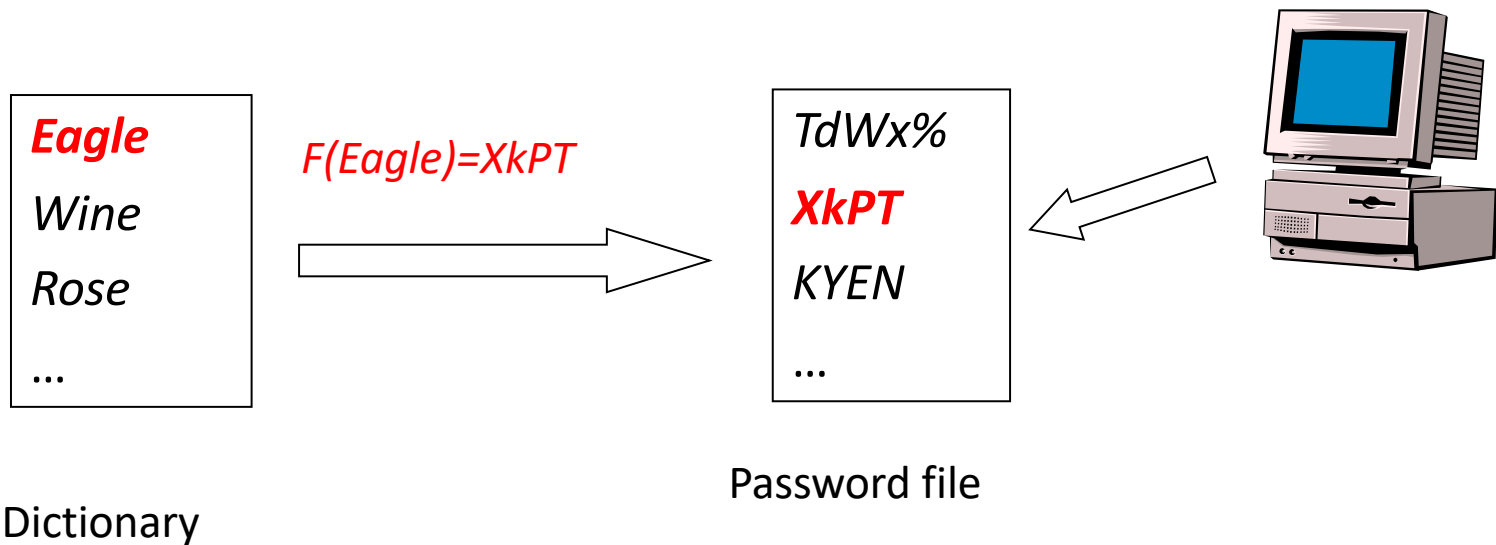 Eagle
Wine
Rose
...
F(Eagle)=XkPT
TdWx%
XkPT
KYEN
...
Password file
Dictionary